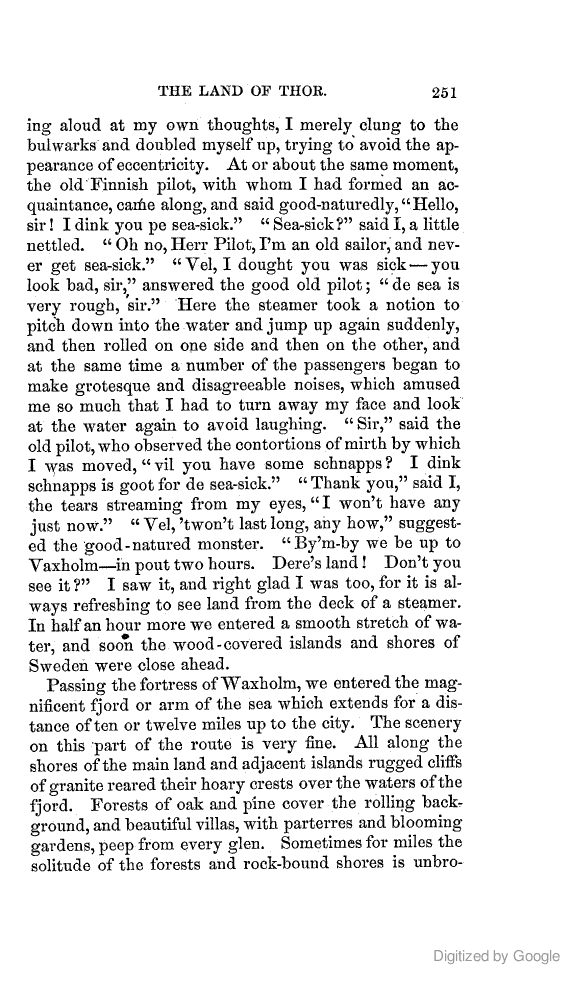 THE LAND OF THOR. 251
ing aloud at my own thoughts, I merely clung to the
bulwarks and doubled myself up, trying to avoid the ap-
pearance of eccentricity. At or about the same moment,
the old Finnish pilot, with whom I had formed an ac-
quaintance, came along, and said good-naturedly, “Hello,
sir! I dink you pe sea-sick.” “Sea-sick?” said I, a little
nettled. “Oh no, Herr Pilot, I’m an old sailor, and nev-
er get sea-sick.” “Vel, I dought you was sick—you
look bad, sir,” answered the good old pilot; “de sea is
very rough, sir.” Here the steamer took a notion to
pitch down into the water and jump up again suddenly,
and then rolled on one side and then on the other, and
at the same time a number of the passengers began to
make grotesque and disagreeable noises, which amused
me so much that I had to turn away my face and look
at the water again to avoid laughing. “Sir,” said the
old pilot, who observed the contortions of mirth by which
I was moved, “vil you have some schnapps? I dink
schnapps is goot for de sea-sick.” “Thank you,” said I,
the tears streaming from my eyes, “I won’t have any
just now.” “Vel, ’twon’t last long, any how,” suggest-
ed the good-natured monster. “By’m-by we be up to
Vaxholm—in pout two hours. Dere’s land! Don’t you
see it?” I saw it, and right glad I was too, for it is al-
ways refreshing to see land from the deck of a steamer.
In half an hour more we entered a smooth stretch of wa-
ter, and soon the wood-covered islands and shores of
Sweden were close ahead.
Passing the fortress of Waxholm, we entered the mag-
nificent fjord or arm of the sea which extends for a dis-
tance of ten or twelve miles up to the city. The scenery
on this part of the route is very fine. All along the
shores of the main land and adjacent islands rugged cliffs
of granite reared their hoary crests over the waters of the
fjord. Forests of oak and pine cover the rolling back-
ground, and beautiful villas, with parterres and blooming
gardens, peep from every glen. Sometimes for miles the
solitude of the forests and rock-bound shores is unbro-
Digitized by Google